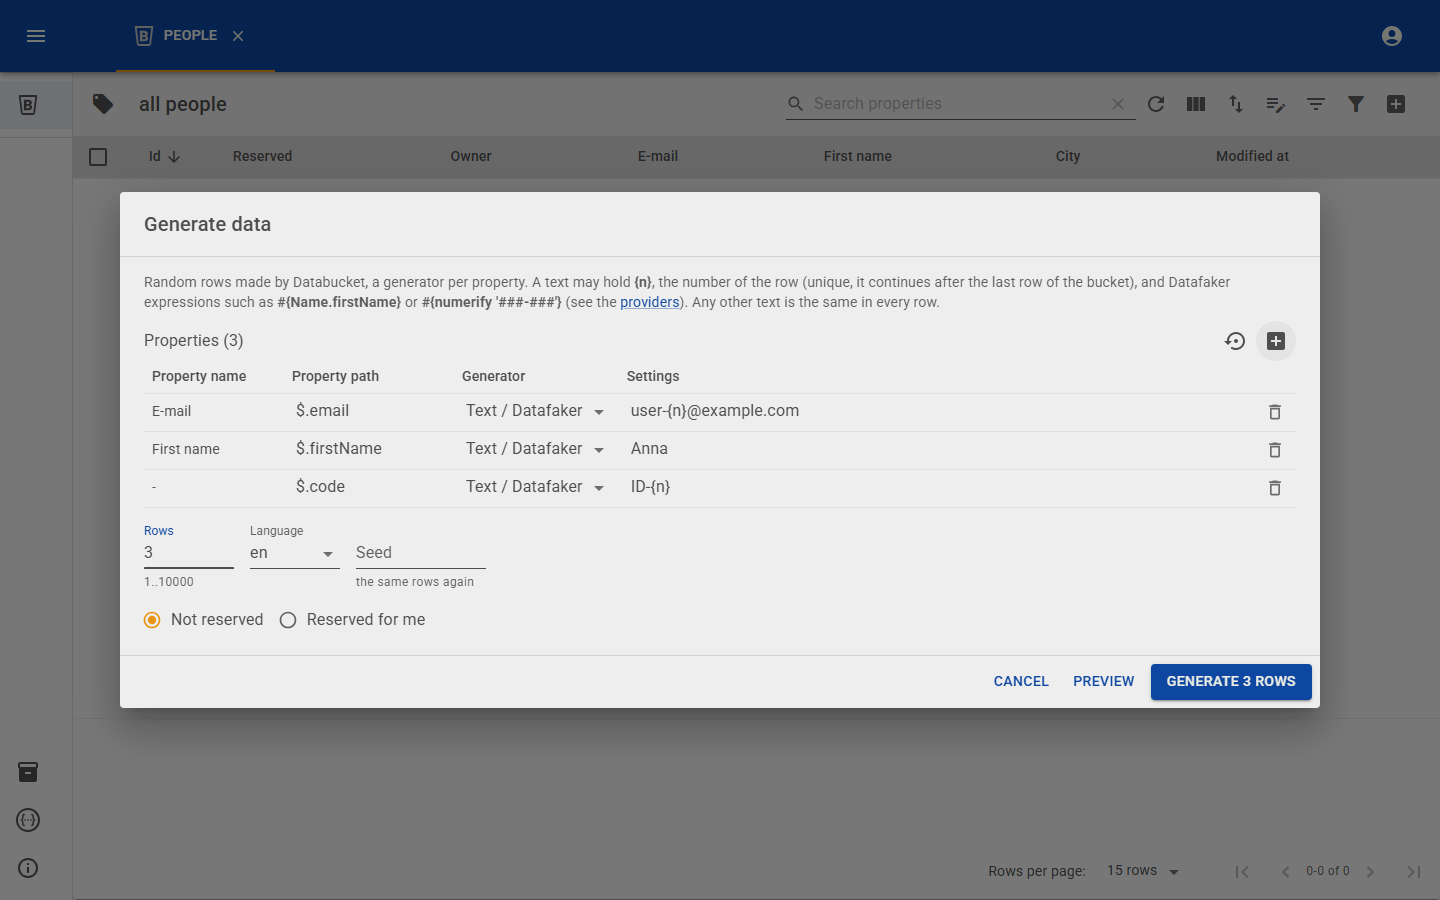 PEOPLE
all people
Search properties
Id Reserved Owner E-mail First name City Modified at
Generate data
Random rows made by Databucket, a generator per property. A text may hold {n}, the number of the row (unique, it continues after the last row of the bucket), and Datafaker
expressions such as #{Name.firstName} or #{numerify '###-###'} (see the providers). Any other text is the same in every row.
Properties (3)
Property name Property path Generator Settings
E-mail $.email Text / Datafaker user-{n}@example.com
First name $.firstName Text / Datafaker Anna
- $.code Text / Datafaker ID-{n}
Rows Language
3 en Seed
1..10000 the same rows again
Not reserved Reserved for me
CANCEL PREVIEW GENERATE 3 ROWS
Rows per page: 15 rows 0-0 of 0